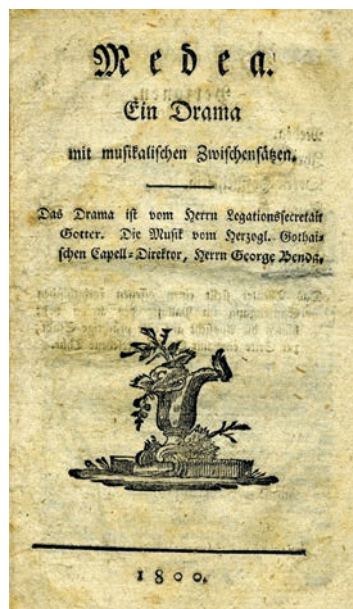 Medea.
Ein Drama
mit musikalischen Zwischensätzen.
Das Drama ist vom Herrn Legationssecretair
Gotter. Die Musik vom Herzogl. Gothai-
schen Capell-Direktor, Herrn George Benda.
1800.